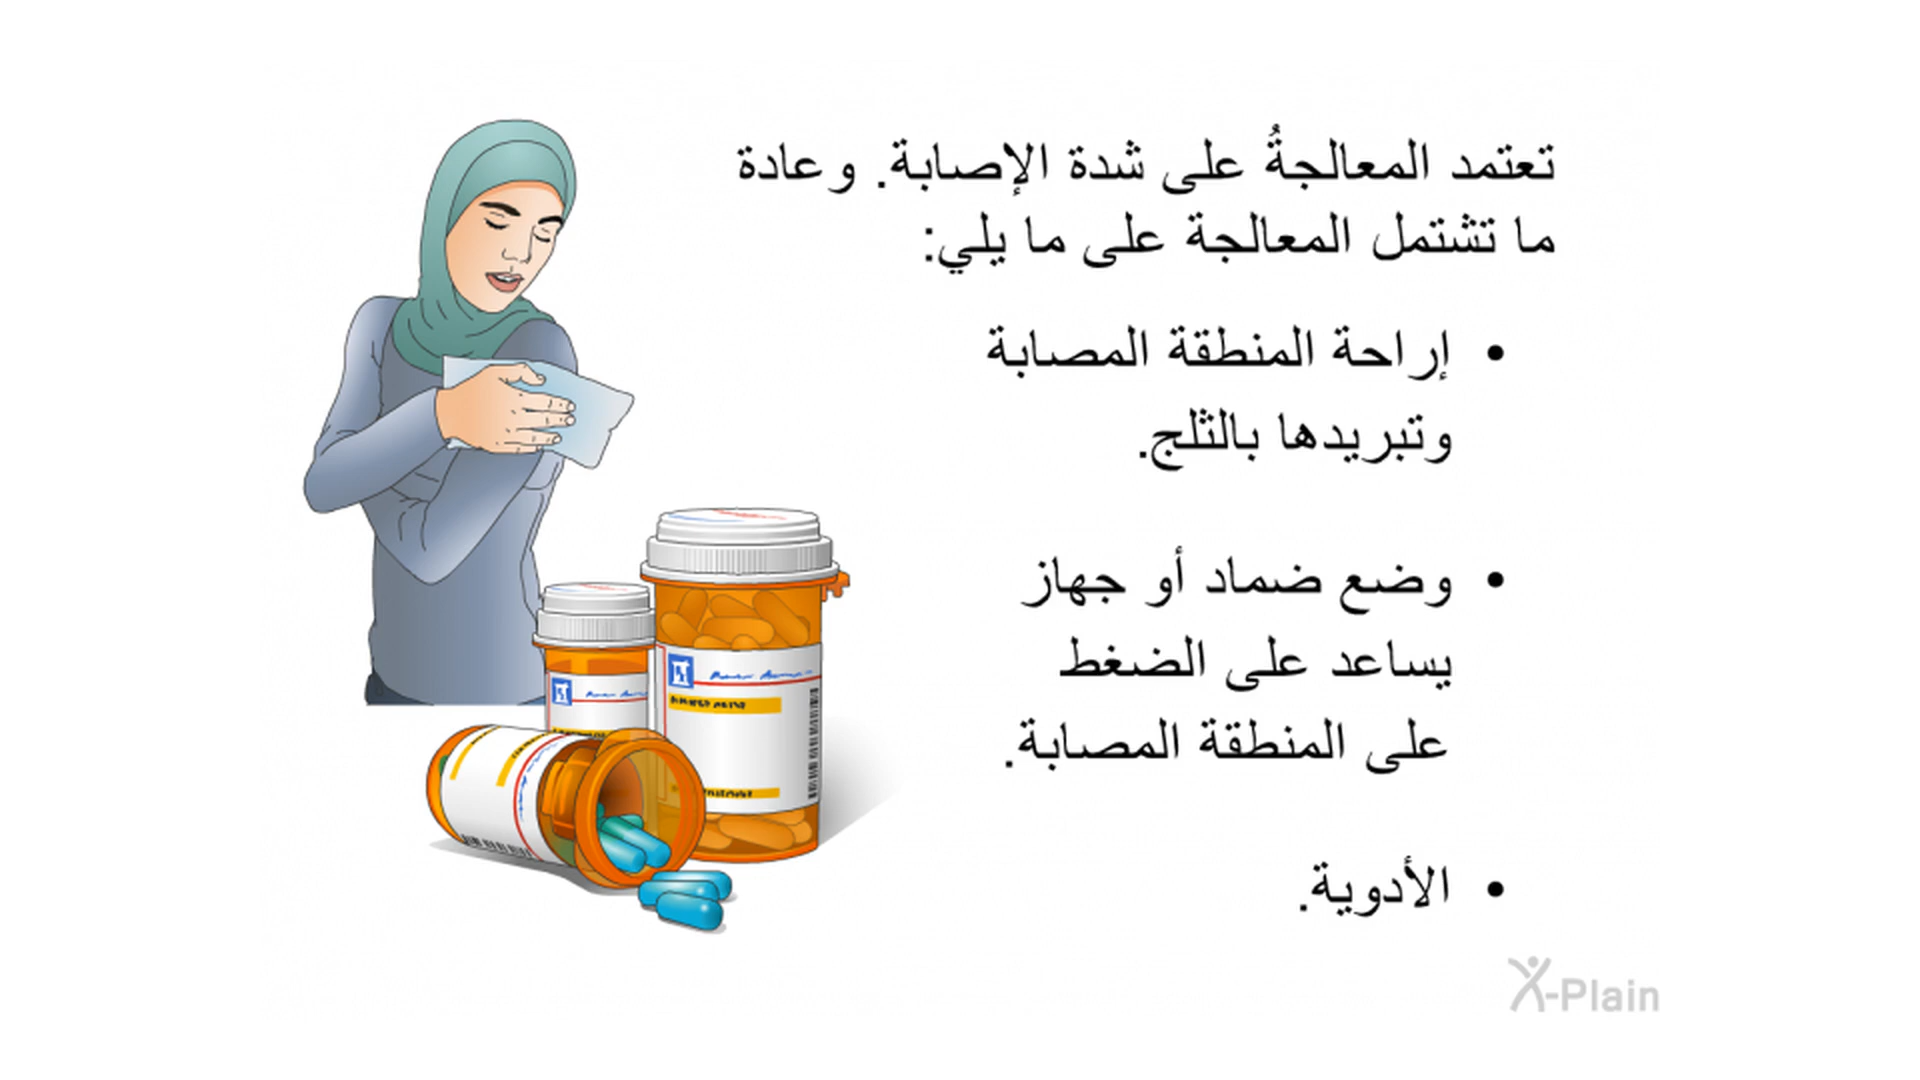 تعتمد المعالجةُ على شدة الإصابة. وعادة
ما تشتمل المعالجة على ما يلي:
• إراحة المنطقة المصابة
وتبريدها بالثلج.
• وضع ضماد أو جهاز
يساعد على الضغط
على المنطقة المصابة.
• الأدوية.
X-Plain